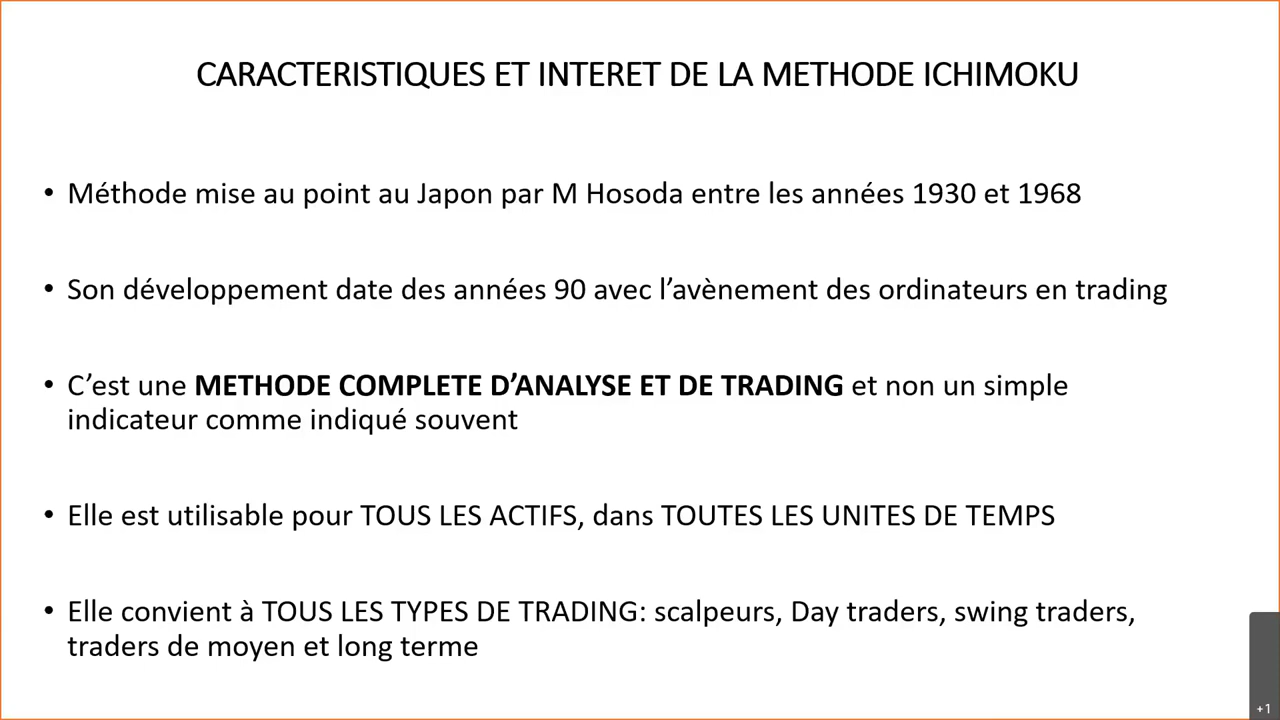 CARACTERISTIQUES ET INTERET DE LA METHODE ICHIMOKU
• Méthode mise au point au Japon par M Hosoda entre les années 1930 et 1968
• Son développement date des années 90 avec l’avènement des ordinateurs en trading
• C’est une METHODE COMPLETE D’ANALYSE ET DE TRADING et non un simple
indicateur comme indiqué souvent
• Elle est utilisable pour TOUS LES ACTIFS, dans TOUTES LES UNITES DE TEMPS
• Elle convient à TOUS LES TYPES DE TRADING: scalpeurs, Day traders, swing traders,
traders de moyen et long terme
+1